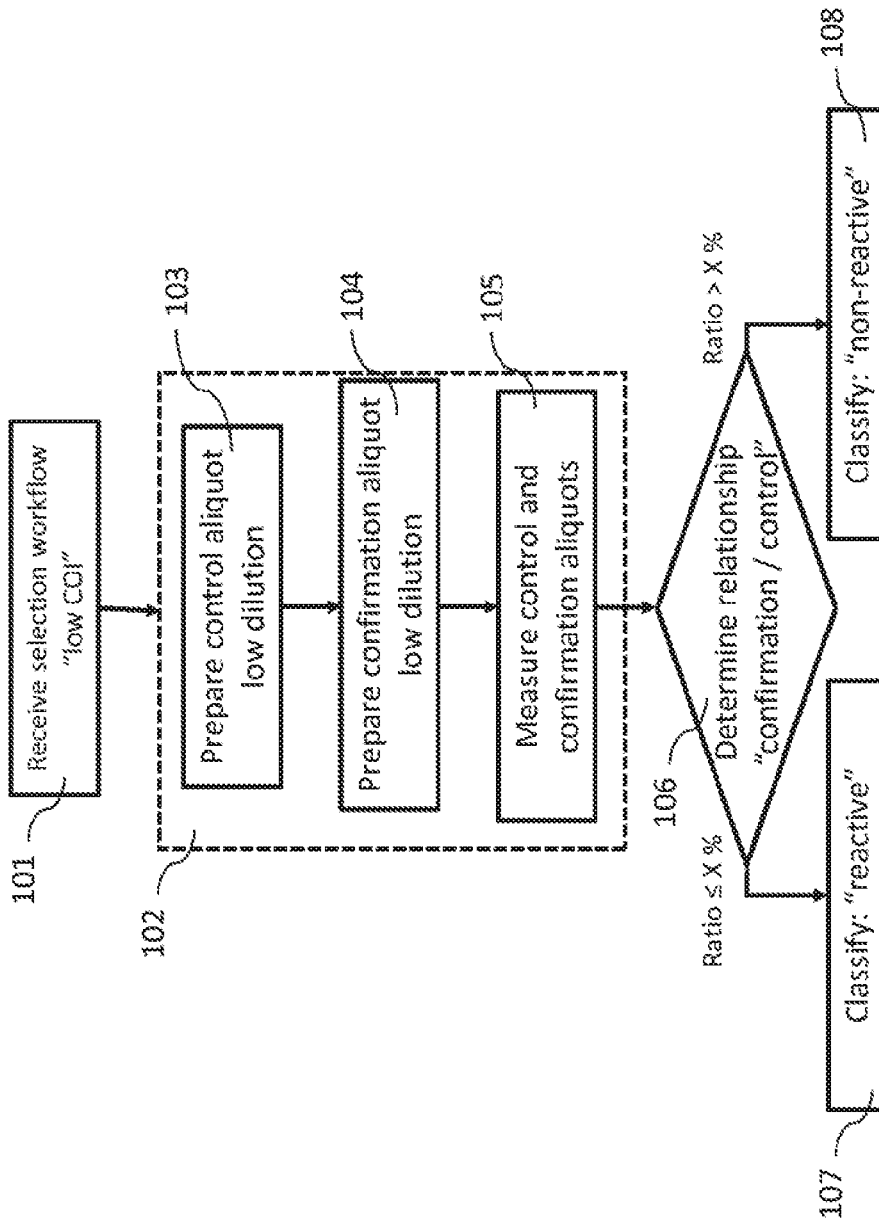 Receive selection workflow
"low COI"
101
102
Prepare control aliquot
low dilution
103
Prepare confirmation aliquot
low dilution
104
Measure control and
confirmation aliquots
105
106
Determine relationship
"confirmation / control"
Ratio ≤ X %
Ratio > X %
Classify: "reactive"
107
Classify: "non-reactive"
108